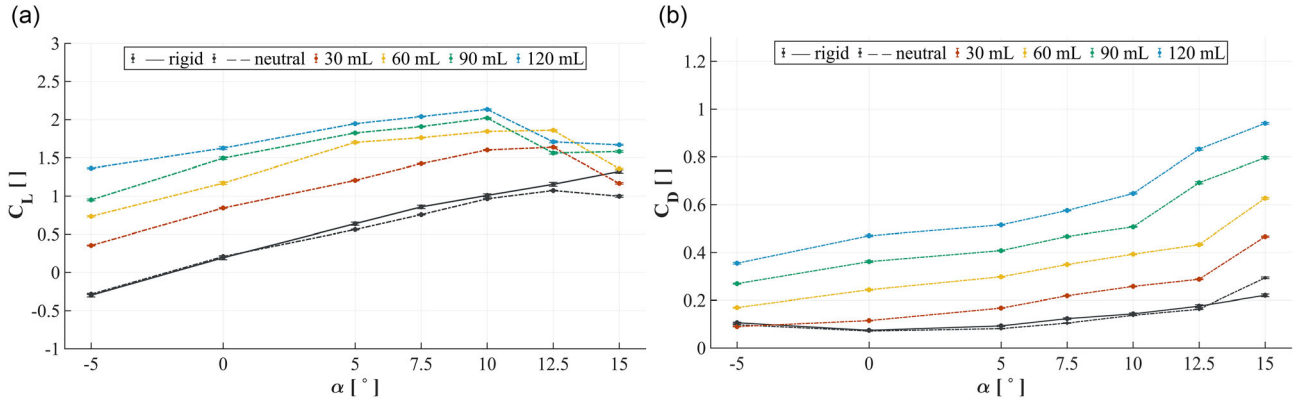 (a)
3
rigid neutral 30 mL 60 mL 90 mL 120 mL
2.5
2
1.5
1
0.5
0
-0.5
-1
C_L [ ]
-5 0 5 7.5 10 12.5 15
α [ ° ]
(b)
rigid neutral 30 mL 60 mL 90 mL 120 mL
1.2
1
0.8
0.6
0.4
0.2
0
C_D [ ]
-5 0 5 7.5 10 12.5 15
α [ ° ]